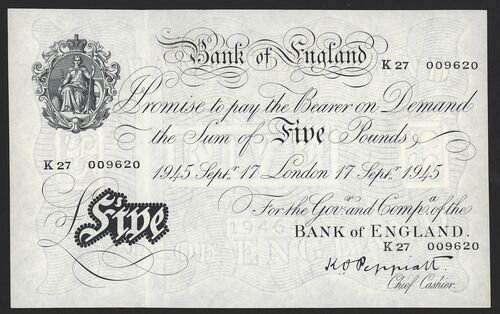 Bank of England
K 27 009620
I Promise to pay the Bearer on Demand
the Sum of Five Pounds
K 27 009620
1945 Septr. 17 London 17 Septr. 1945
For the Govr. and Compa. of the
BANK of ENGLAND.
K 27 009620
Five
K O Peppiatt
Chief Cashier.